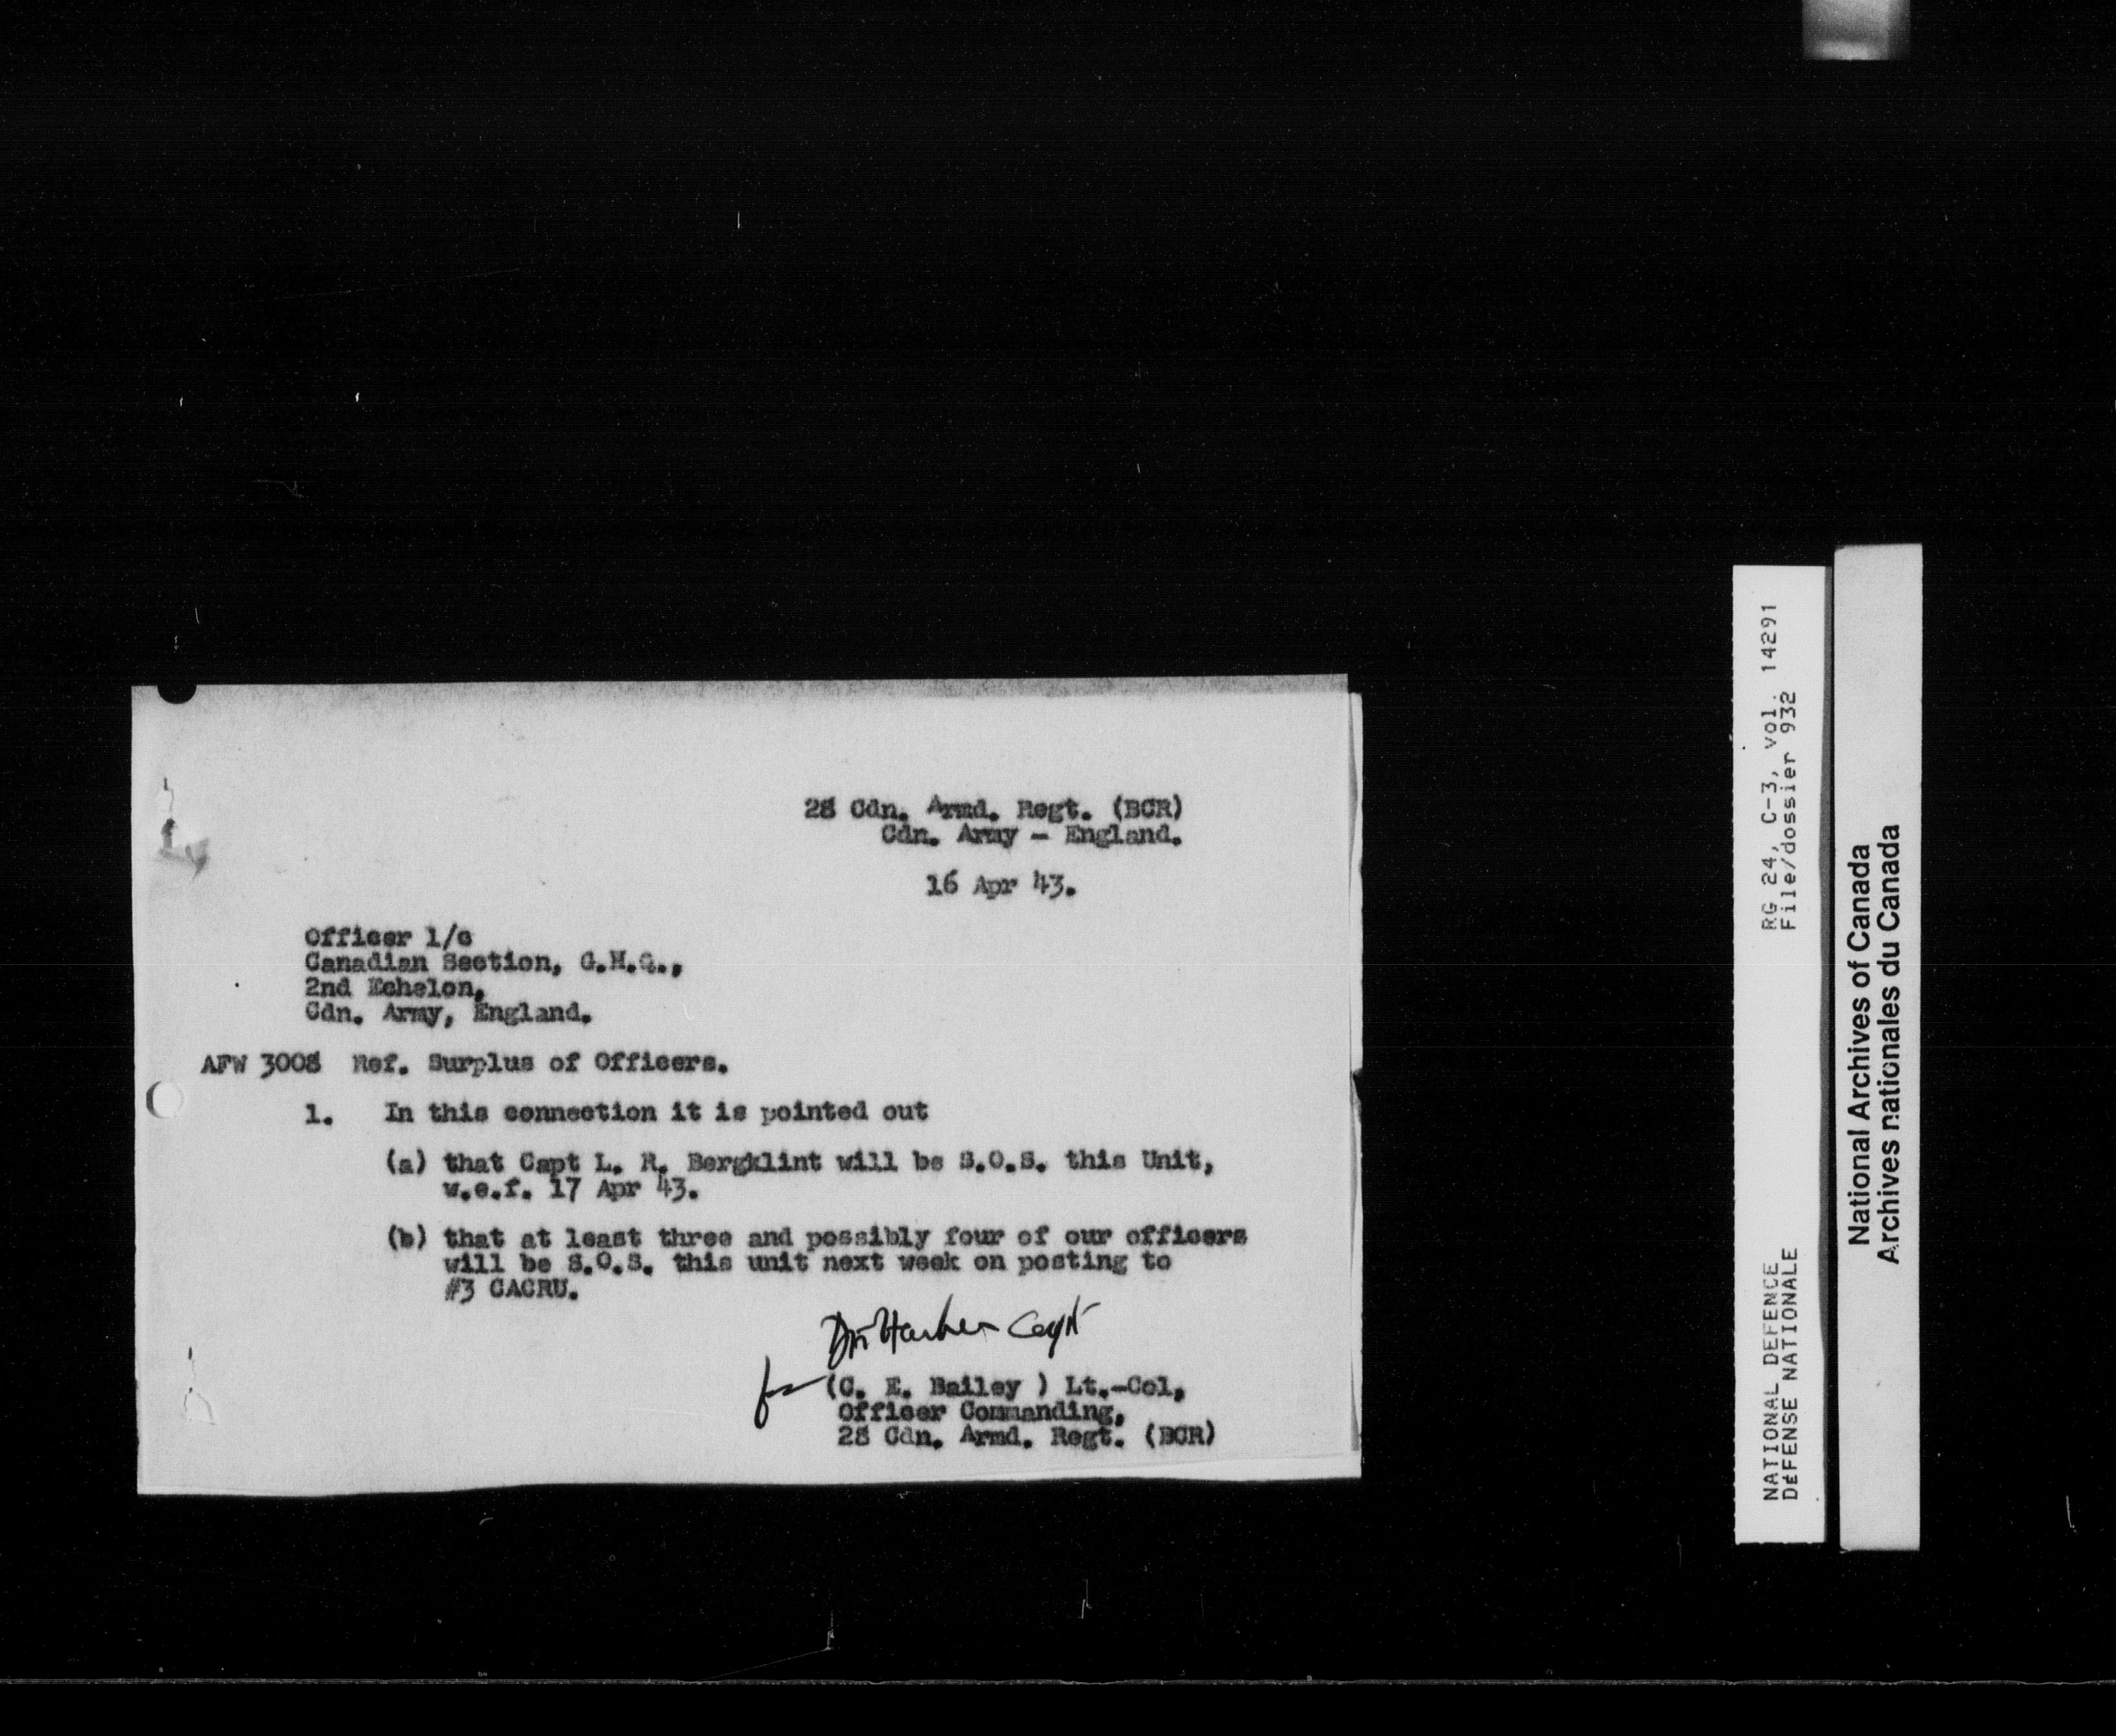 28 Cdn. Armd. Regt. (BCR)
Cdn. Army - England.
16 Apr 43.
Officer i/c
Canadian Section, G.H.Q.,
2nd Echelon,
Cdn. Army, England.
AFW 3008 Ref. Surplus of Officers.
1. In this connection it is pointed out
(a) that Capt L. R. Bergklint will be S.O.S. this Unit,
w.e.f. 17 Apr 43.
(b) that at least three and possibly four of our officers
will be S.O.S. this unit next week on posting to
#3 CACRU.
Capt
for (C. E. Bailey ) Lt.-Col,
Officer Commanding,
28 Cdn. Armd. Regt. (BCR)
NATIONAL DEFENCE RG 24, C-3, vol. 14291
DÉFENSE NATIONALE File/dossier 932
National Archives of Canada
Archives nationales du Canada